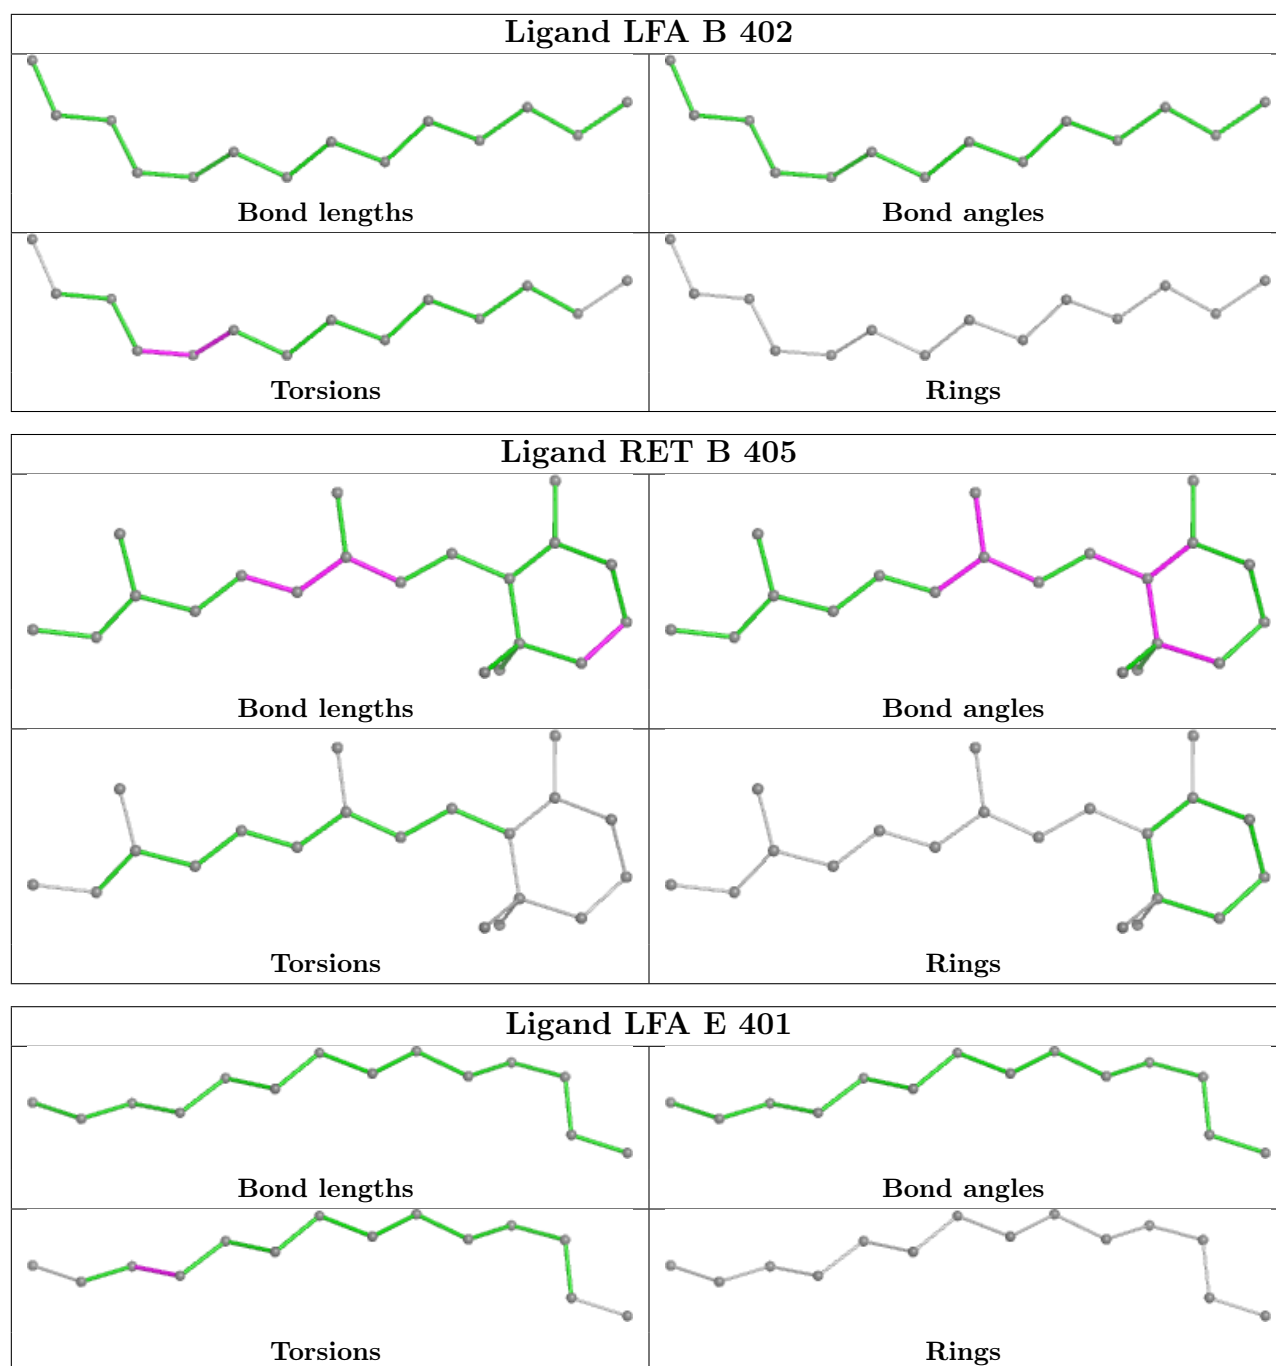 Ligand LFA B 402
Bond lengths
Bond angles
Torsions
Rings
Ligand RET B 405
Bond lengths
Bond angles
Torsions
Rings
Ligand LFA E 401
Bond lengths
Bond angles
Torsions
Rings